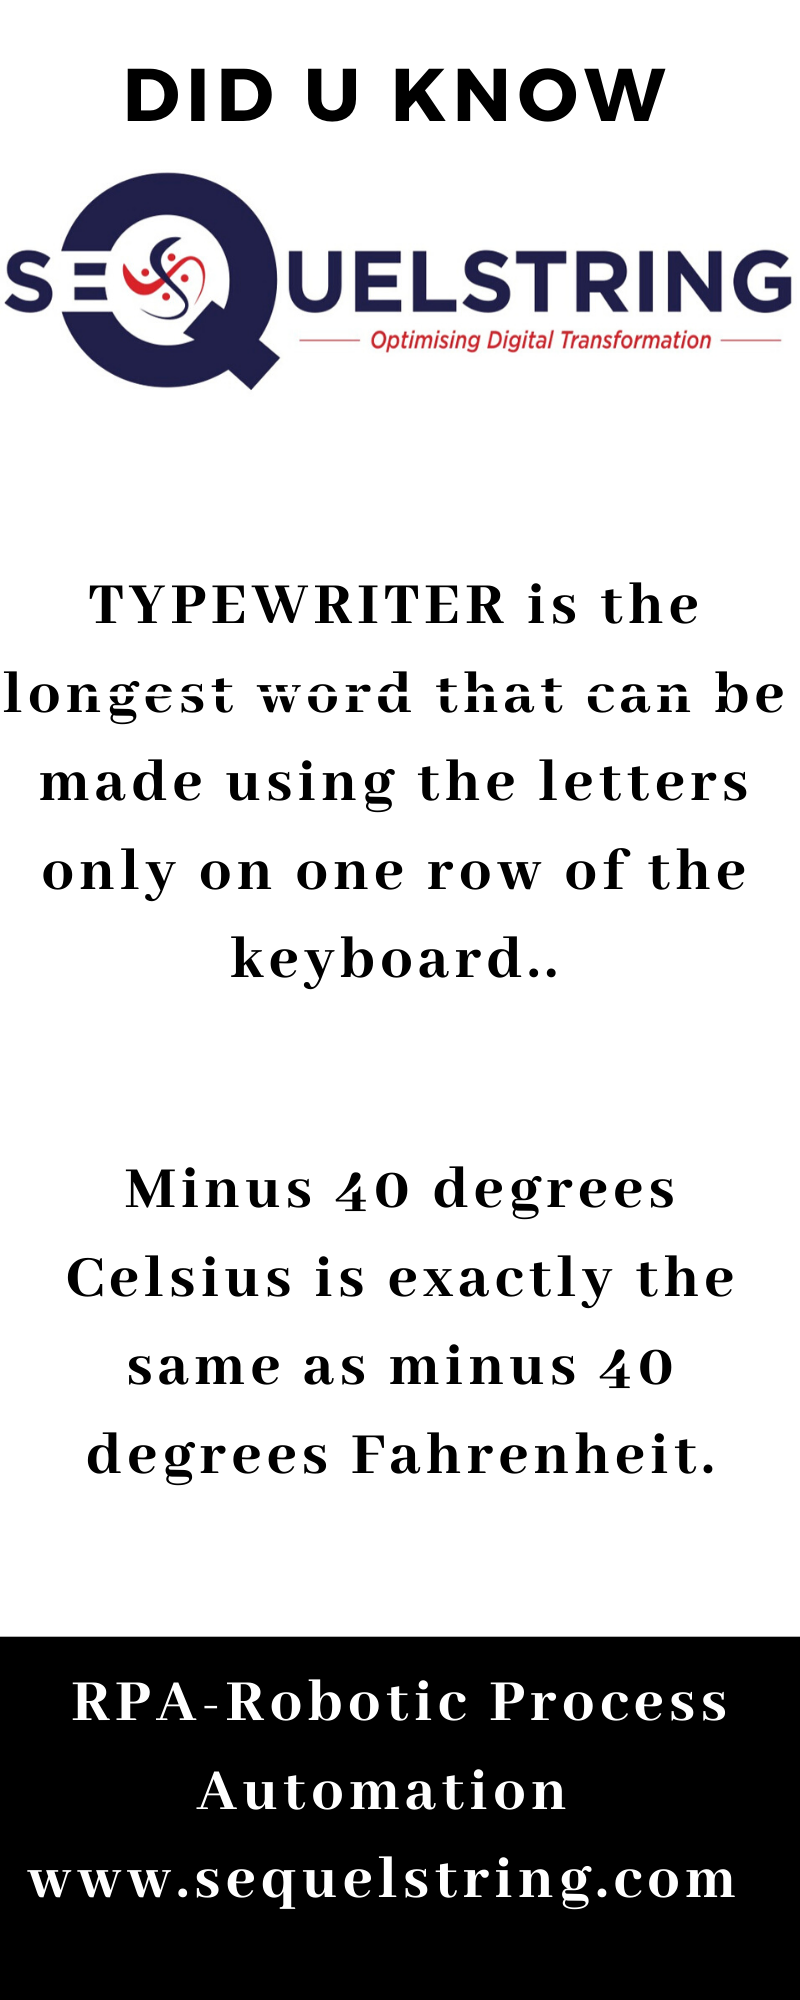 DID U KNOW
SEQUELSTRING
Optimising Digital Transformation
TYPEWRITER is the
longest word that can be
made using the letters
only on one row of the
keyboard..
Minus 40 degrees
Celsius is exactly the
same as minus 40
degrees Fahrenheit.
RPA-Robotic Process
Automation
www.sequelstring.com